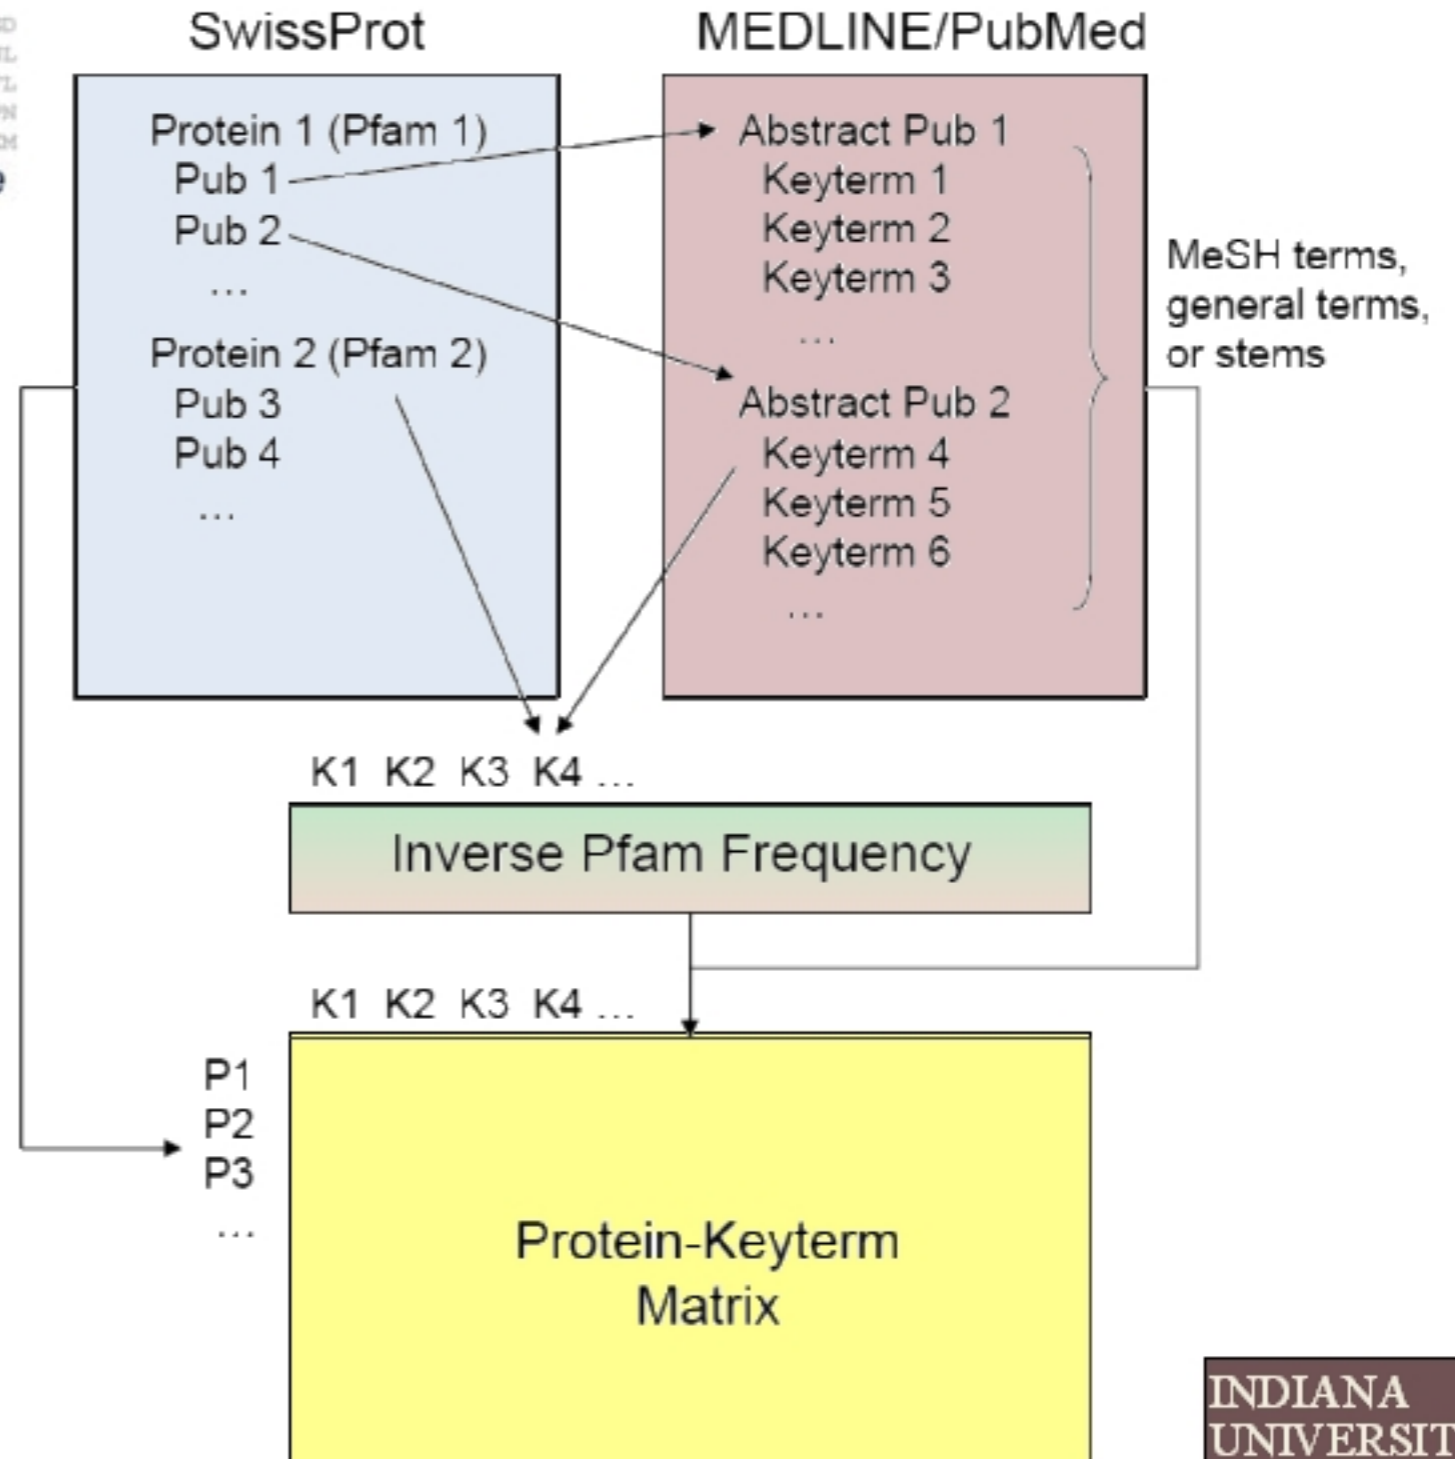 SwissProt
MEDLINE/PubMed
Protein 1 (Pfam 1)
Pub 1
Pub 2
...
Protein 2 (Pfam 2)
Pub 3
Pub 4
...
Abstract Pub 1
Keyterm 1
Keyterm 2
Keyterm 3
...
Abstract Pub 2
Keyterm 4
Keyterm 5
Keyterm 6
...
MeSH terms,
general terms,
or stems
K1 K2 K3 K4 ...
Inverse Pfam Frequency
K1 K2 K3 K4 ...
P1
P2
P3
...
Protein-Keyterm
Matrix
INDIANA
UNIVERSIT